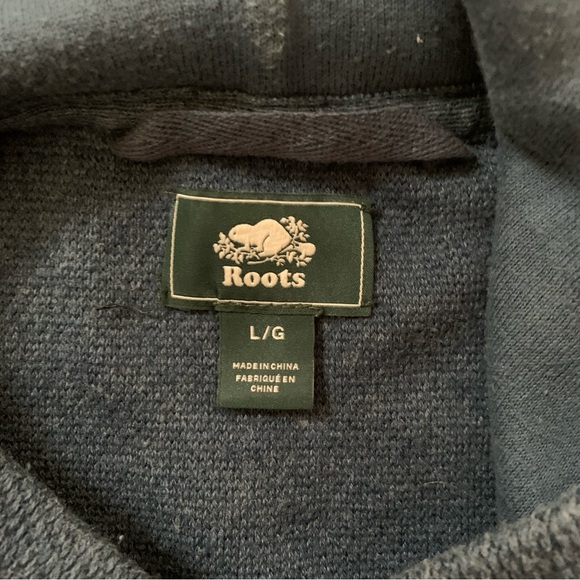 Roots
L/G
MADE IN CHINA
FABRIQUÉ EN
CHINE